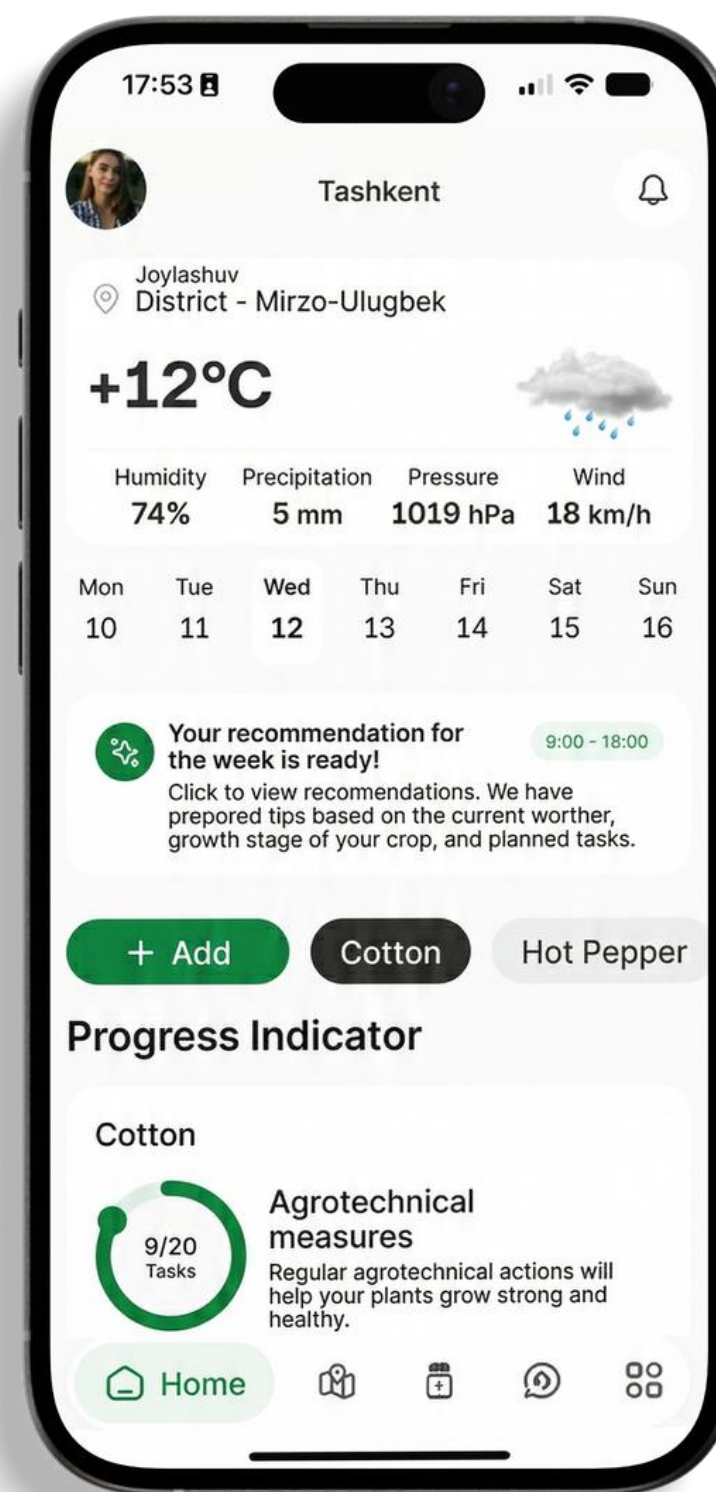 17:53
Tashkent
Joylashuv
District - Mirzo-Ulugbek
+12°C
Humidity Precipitation Pressure Wind
74% 5 mm 1019 hPa 18 km/h
Mon Tue Wed Thu Fri Sat Sun
10 11 12 13 14 15 16
Your recommendation for
the week is ready!
9:00 - 18:00
Click to view recomendations. We have
prepored tips based on the current worther,
growth stage of your crop, and planned tasks.
+ Add Cotton Hot Pepper
Progress Indicator
Cotton
9/20
Tasks
Agrotechnical
measures
Regular agrotechnical actions will
help your plants grow strong and
healthy.
Home